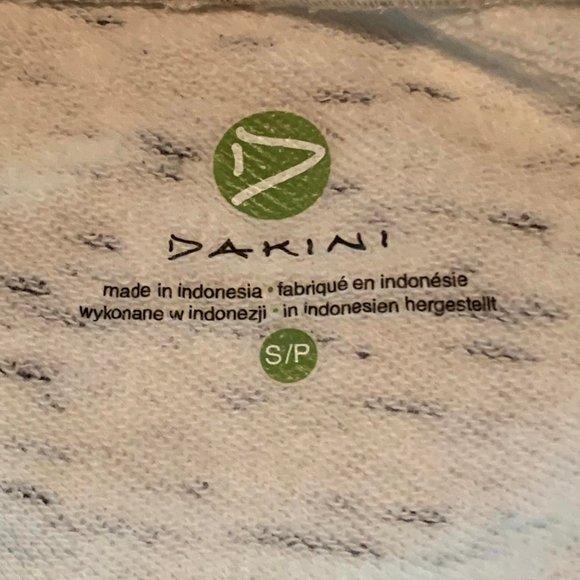 DAKINI
made in indonesia • fabriqué en indonésie
wykonane w indonezji • in indonesien hergestellt
S/P